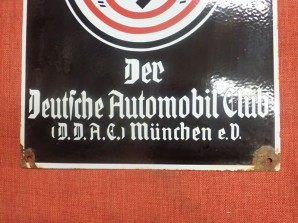 Der
Deutsche Automobil Club
(D.D.A.C.) München e.V.